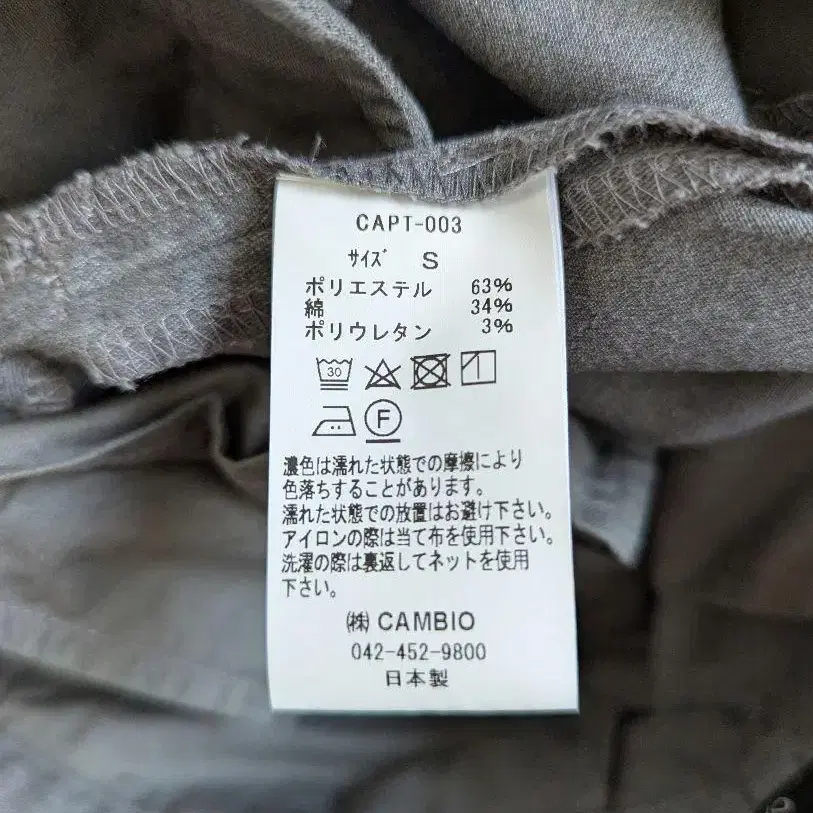 CAPT-003
ｻｲｽﾞ S
ポリエステル 63%
綿 34%
ポリウレタン 3%
30
F
濃色は濡れた状態での摩擦により
色落ちすることがあります。
濡れた状態での放置はお避け下さい。
アイロンの際は当て布を使用下さい。
洗濯の際は裏返してネットを使用
下さい。
㈱ CAMBIO
042-452-9800
日本製